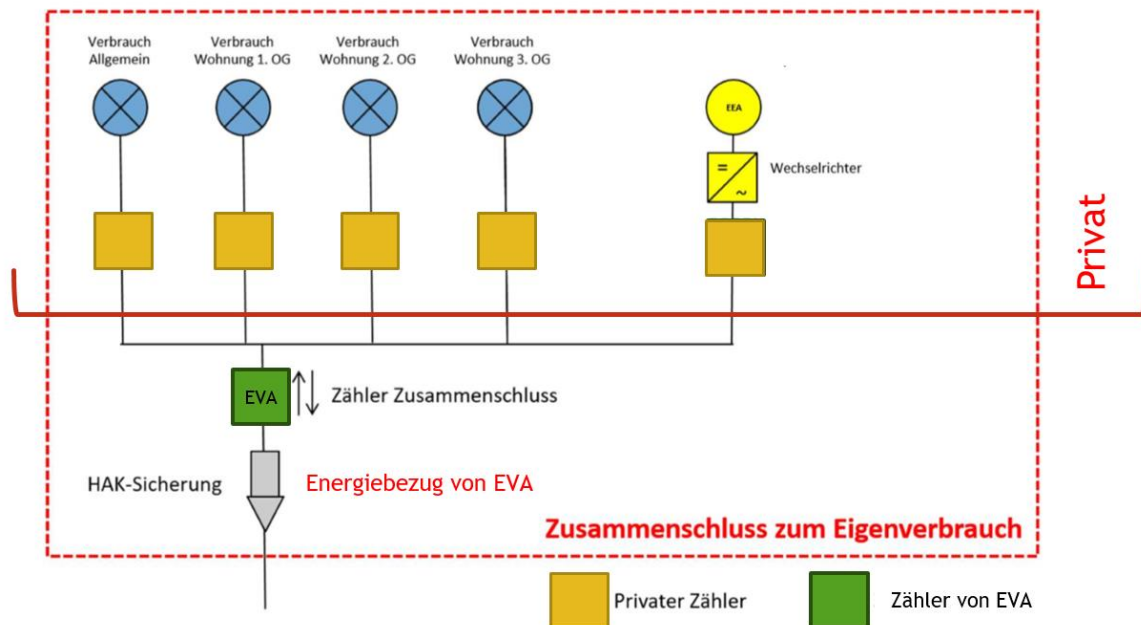 Verbrauch
Allgemein
Verbrauch
Wohnung 1. OG
Verbrauch
Wohnung 2. OG
Verbrauch
Wohnung 3. OG
EEA
=
~
Wechselrichter
Privat
EVA
Zähler Zusammenschluss
HAK-Sicherung
Energiebezug von EVA
Zusammenschluss zum Eigenverbrauch
Privater Zähler
Zähler von EVA